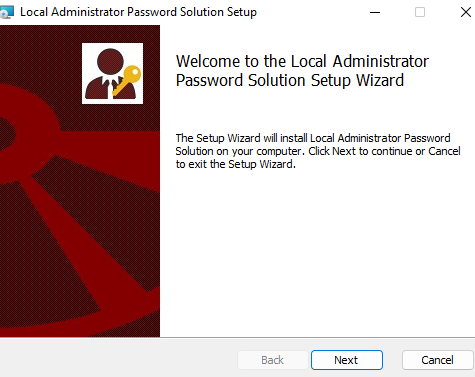 Local Administrator Password Solution Setup
Welcome to the Local Administrator
Password Solution Setup Wizard
The Setup Wizard will install Local Administrator Password
Solution on your computer. Click Next to continue or Cancel
to exit the Setup Wizard.
Back
Next
Cancel